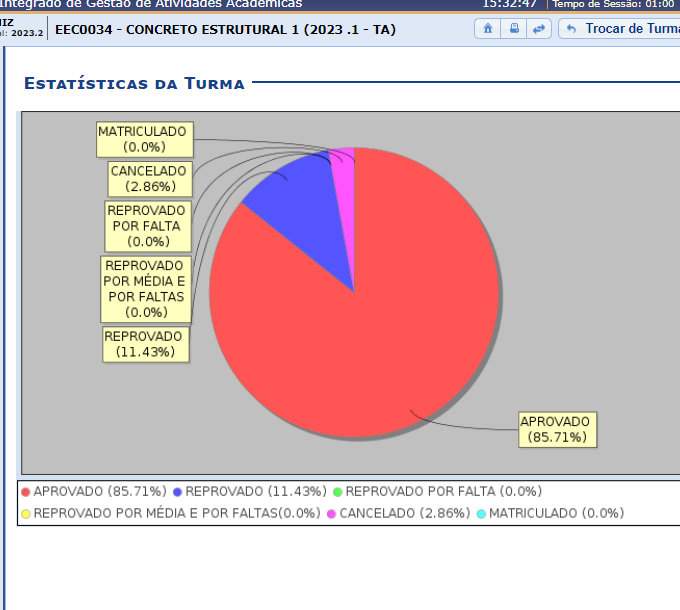 Integrado de Gestão de Atividades Acadêmicas 15:32:47 Tempo de Sessão: 01:00
IZ
al: 2023.2 EEC0034 - CONCRETO ESTRUTURAL 1 (2023 .1 - TA) Trocar de Turma
ESTATÍSTICAS DA TURMA
MATRICULADO
(0.0%)
CANCELADO
(2.86%)
REPROVADO
POR FALTA
(0.0%)
REPROVADO
POR MÉDIA E
POR FALTAS
(0.0%)
REPROVADO
(11.43%)
APROVADO
(85.71%)
APROVADO (85.71%) REPROVADO (11.43%) REPROVADO POR FALTA (0.0%)
REPROVADO POR MÉDIA E POR FALTAS(0.0%) CANCELADO (2.86%) MATRICULADO (0.0%)